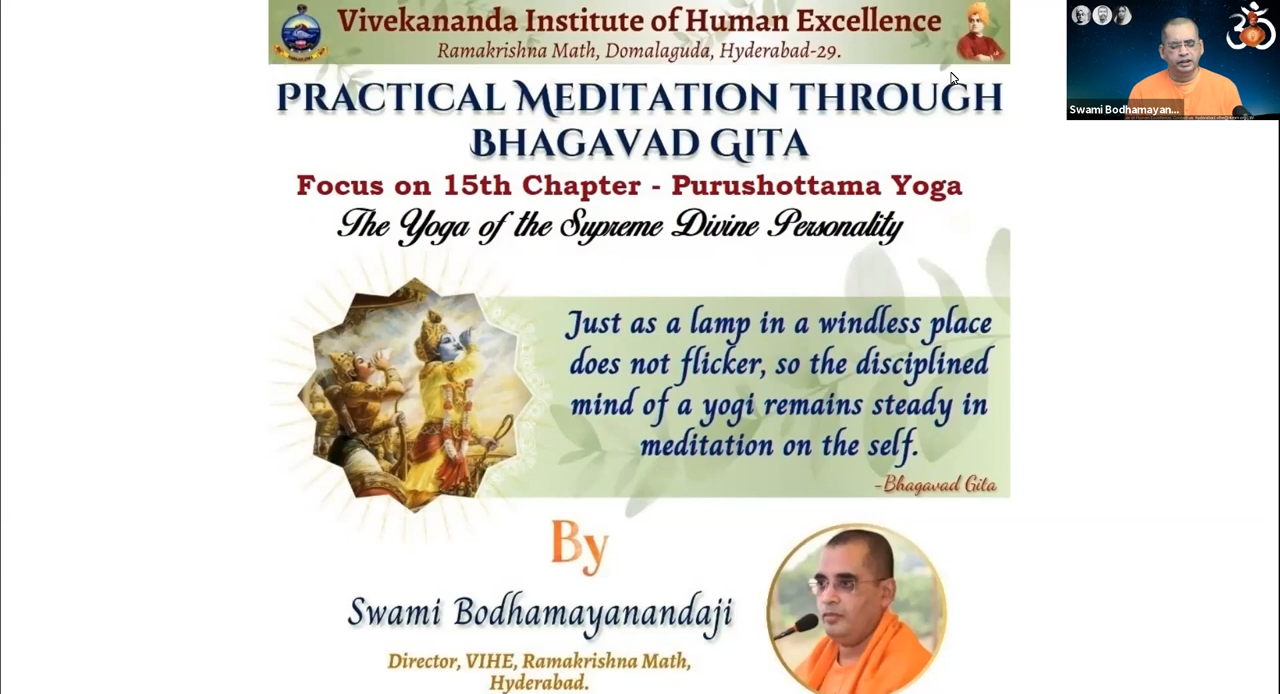 Vivekananda Institute of Human Excellence
Ramakrishna Math, Domalaguda, Hyderabad-29.
Practical Meditation through
Bhagavad Gita
Focus on 15th Chapter - Purushottama Yoga
The Yoga of the Supreme Divine Personality
Just as a lamp in a windless place
does not flicker, so the disciplined
mind of a yogi remains steady in
meditation on the self.
-Bhagavad Gita
By
Swami Bodhamayanandaji
Director, VIHE, Ramakrishna Math,
Hyderabad.
Swami Bodhamayan...
ॐ